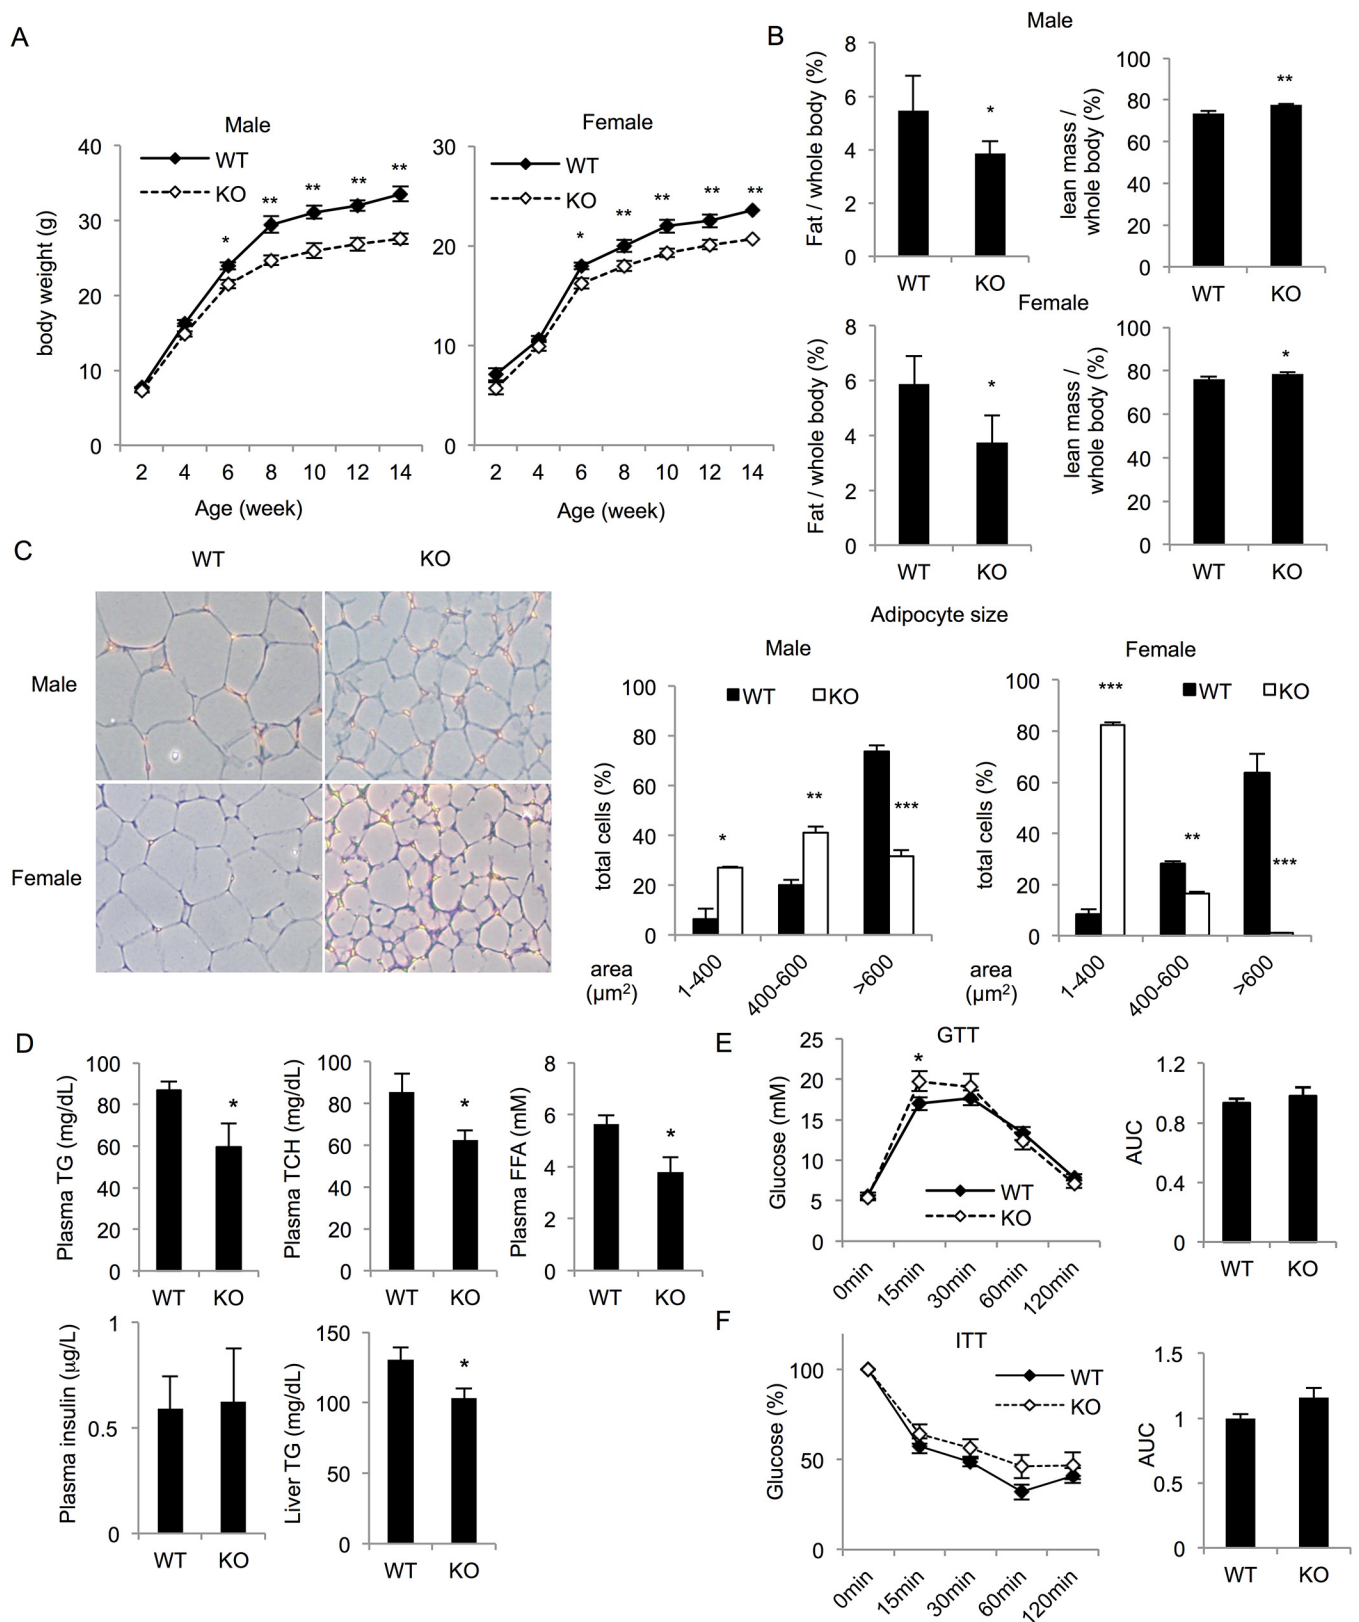 A
Male
body weight (g)
40
30
20
10
0
WT
KO
*
**
**
**
**
2 4 6 8 10 12 14
Age (week)
Female
30
20
10
0
WT
KO
*
**
**
**
**
2 4 6 8 10 12 14
Age (week)
B
Male
Fat / whole body (%)
8
6
4
2
0
*
WT KO
lean mass /
whole body (%)
100
80
60
40
20
0
**
WT KO
Female
Fat / whole body (%)
8
6
4
2
0
*
WT KO
lean mass /
whole body (%)
100
80
60
40
20
0
*
WT KO
C
WT KO
Male
Female
Adipocyte size
Male
total cells (%)
100
80
60
40
20
0
WT KO
*
**
***
area
(µm²)
1-400 400-600 >600
Female
total cells (%)
100
80
60
40
20
0
WT KO
***
**
***
area
(µm²)
1-400 400-600 >600
D
Plasma TG (mg/dL)
100
80
60
40
20
0
*
WT KO
Plasma TCH (mg/dL)
100
80
60
40
20
0
*
WT KO
Plasma FFA (mM)
8
6
4
2
0
*
WT KO
Plasma insulin (µg/L)
1
0.5
0
WT KO
Liver TG (mg/dL)
150
100
50
0
*
WT KO
E
GTT
Glucose (mM)
25
20
15
10
5
0
*
WT
KO
0min 15min 30min 60min 120min
AUC
1.2
0.8
0.4
0
WT KO
F
ITT
Glucose (%)
100
50
0
WT
KO
0min 15min 30min 60min 120min
AUC
1.5
1
0.5
0
WT KO